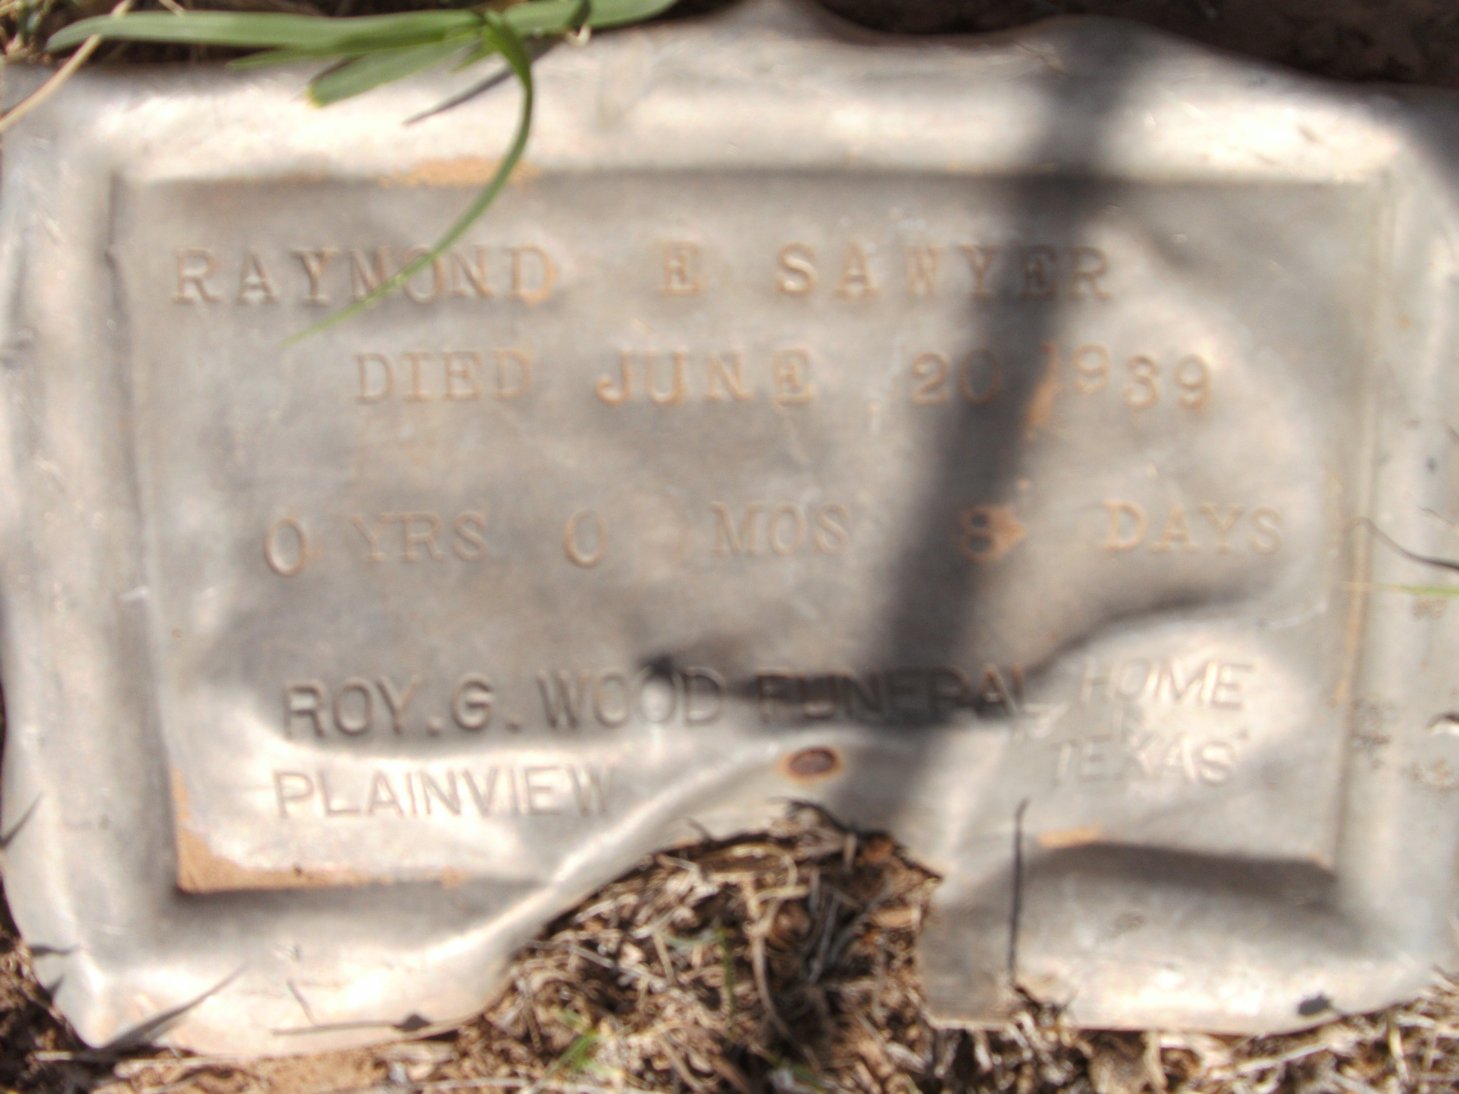 RAYMOND E SAWYER
DIED JUNE 20 1939
0 YRS 0 MOS 8 DAYS
ROY.G.WOOD FUNERAL HOME
PLAINVIEW TEXAS